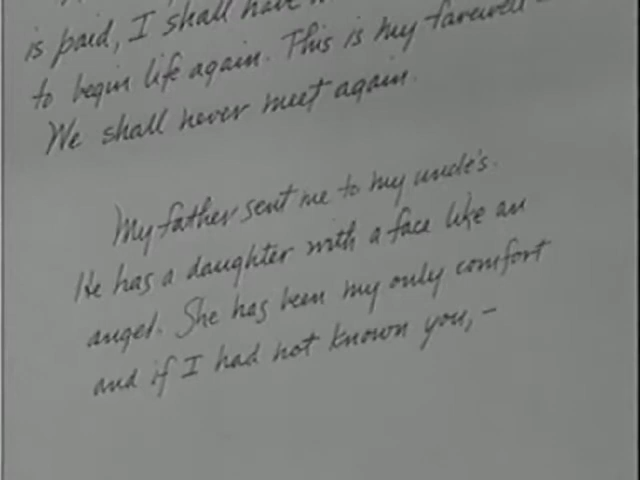 is paid, I shall have
to begin life again. This is my farewell –
We shall never meet again.
My father sent me to my uncle's.
He has a daughter with a face like an
angel. She has been my only comfort
and if I had not known you, –